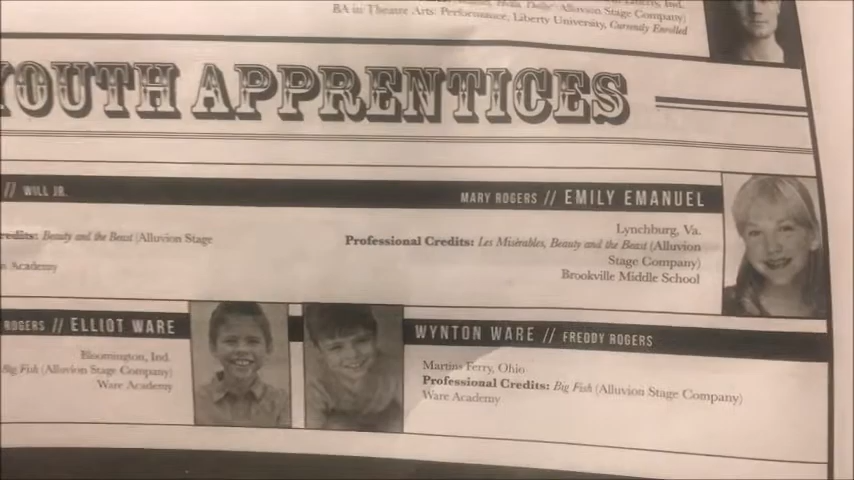 BA in Theatre Arts: Performance, Liberty University, Currently Enrolled
Alluvion Stage Company)
YOUTH APPRENTICES
// WILL JR.
Beauty and the Beast (Alluvion Stage
Academy
MARY ROGERS // EMILY EMANUEL
Lynchburg, Va.
Professional Credits: Les Misèrables, Beauty and the Beast (Alluvion
Stage Company)
Brookville Middle School
ROGERS // ELLIOT WARE
Bloomington, Ind.
Big Fish (Alluvion Stage Company)
Ware Academy
WYNTON WARE // FREDDY ROGERS
Martins Ferry, Ohio
Professional Credits: Big Fish (Alluvion Stage Company)
Ware Academy